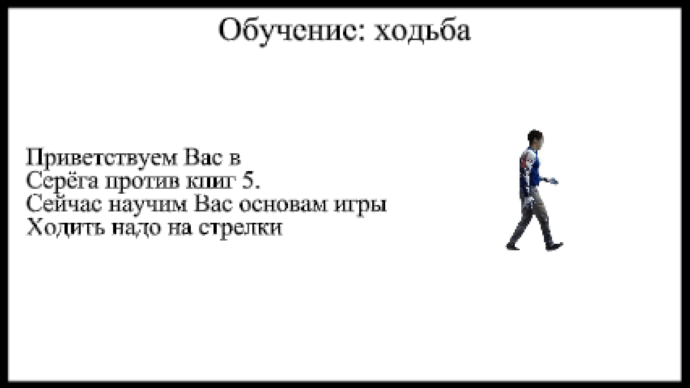 Обучение: ходьба
Приветствуем Вас в
Серёга против книг 5.
Сейчас научим Вас основам игры
Ходить надо на стрелки